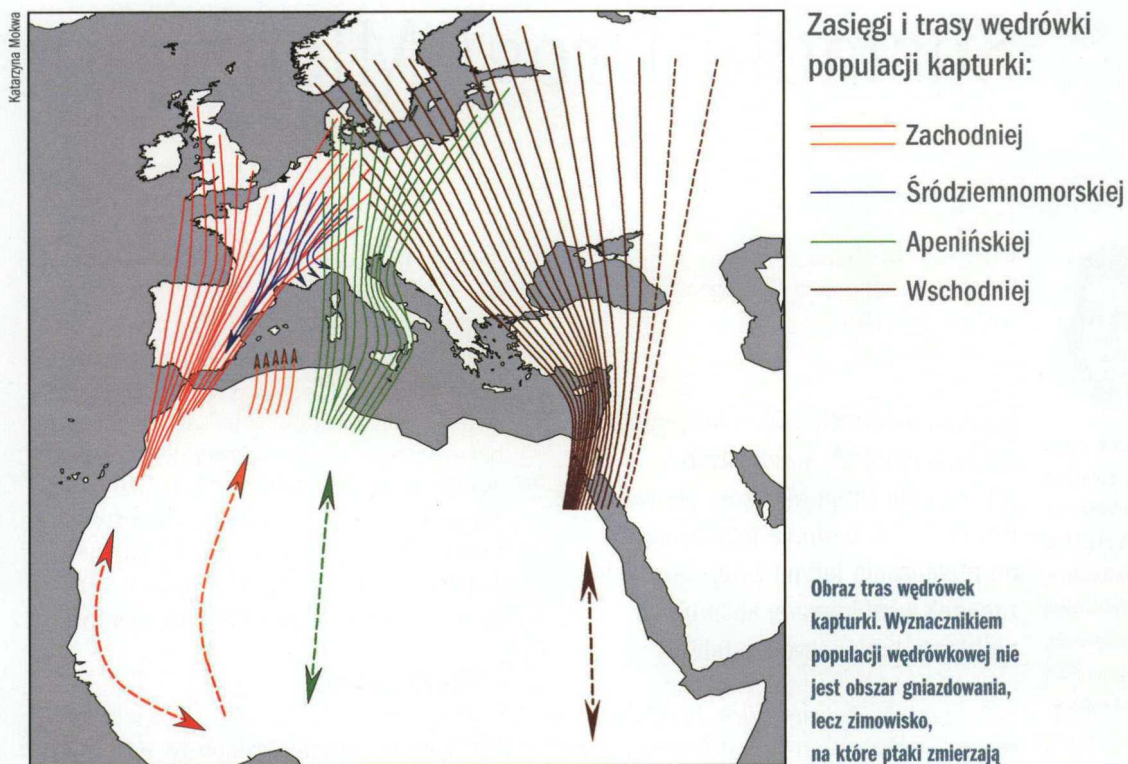 Katarzyna Mokwa
Zasięgi i trasy wędrówki
populacji kapturki:
Zachodniej
Śródziemnomorskiej
Apenińskiej
Wschodniej
Obraz tras wędrówek
kapturki. Wyznacznikiem
populacji wędrówkowej nie
jest obszar gniazdowania,
lecz zimowisko,
na które ptaki zmierzają